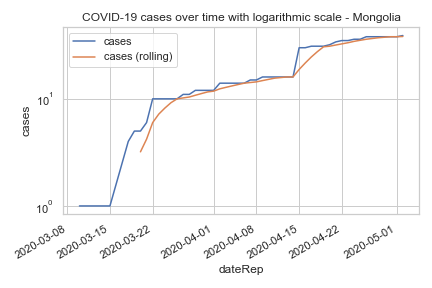 COVID-19 cases over time with logarithmic scale - Mongolia
cases
cases (rolling)
10¹
10⁰
cases
2020-03-08
2020-03-15
2020-03-22
2020-04-01
2020-04-08
2020-04-15
2020-04-22
2020-05-01
dateRep